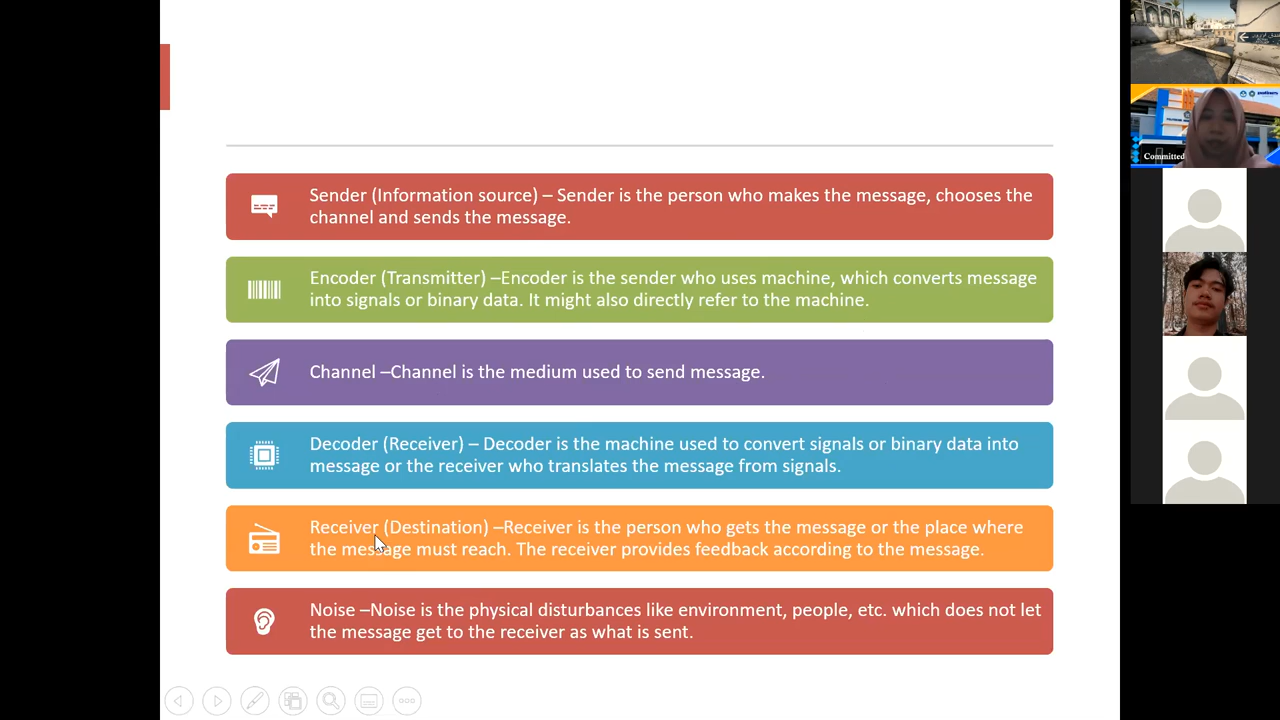 Sender (Information source) – Sender is the person who makes the message, chooses the
channel and sends the message.
Encoder (Transmitter) –Encoder is the sender who uses machine, which converts message
into signals or binary data. It might also directly refer to the machine.
Channel –Channel is the medium used to send message.
Decoder (Receiver) – Decoder is the machine used to convert signals or binary data into
message or the receiver who translates the message from signals.
Receiver (Destination) –Receiver is the person who gets the message or the place where
the message must reach. The receiver provides feedback according to the message.
Noise –Noise is the physical disturbances like environment, people, etc. which does not let
the message get to the receiver as what is sent.
Committed